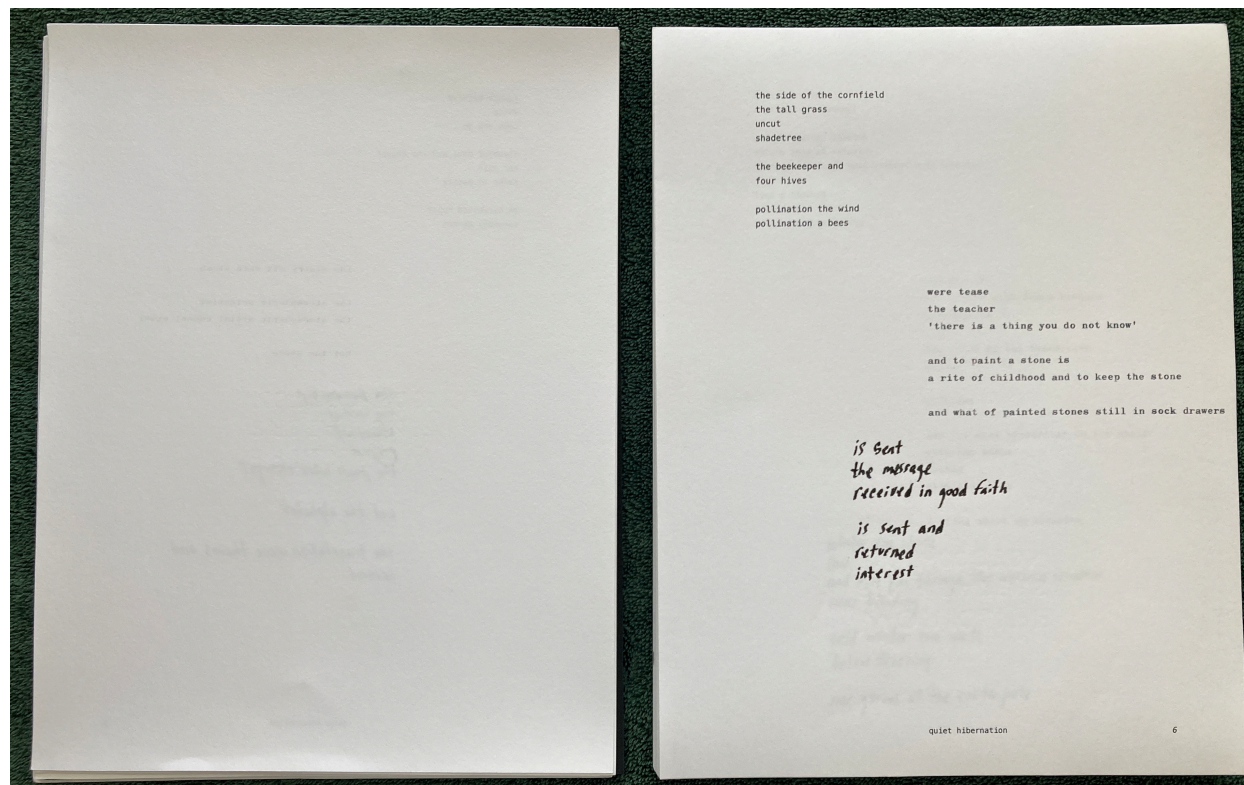 the side of the cornfield
the tall grass
uncut
shadetree

the beekeeper and
four hives

pollination the wind
pollination a bees

were tease
the teacher
'there is a thing you do not know'

and to paint a stone is
a rite of childhood and to keep the stone

and what of painted stones still in sock drawers

is sent
the message
received in good faith

is sent and
returned
interest

quiet hibernation 6